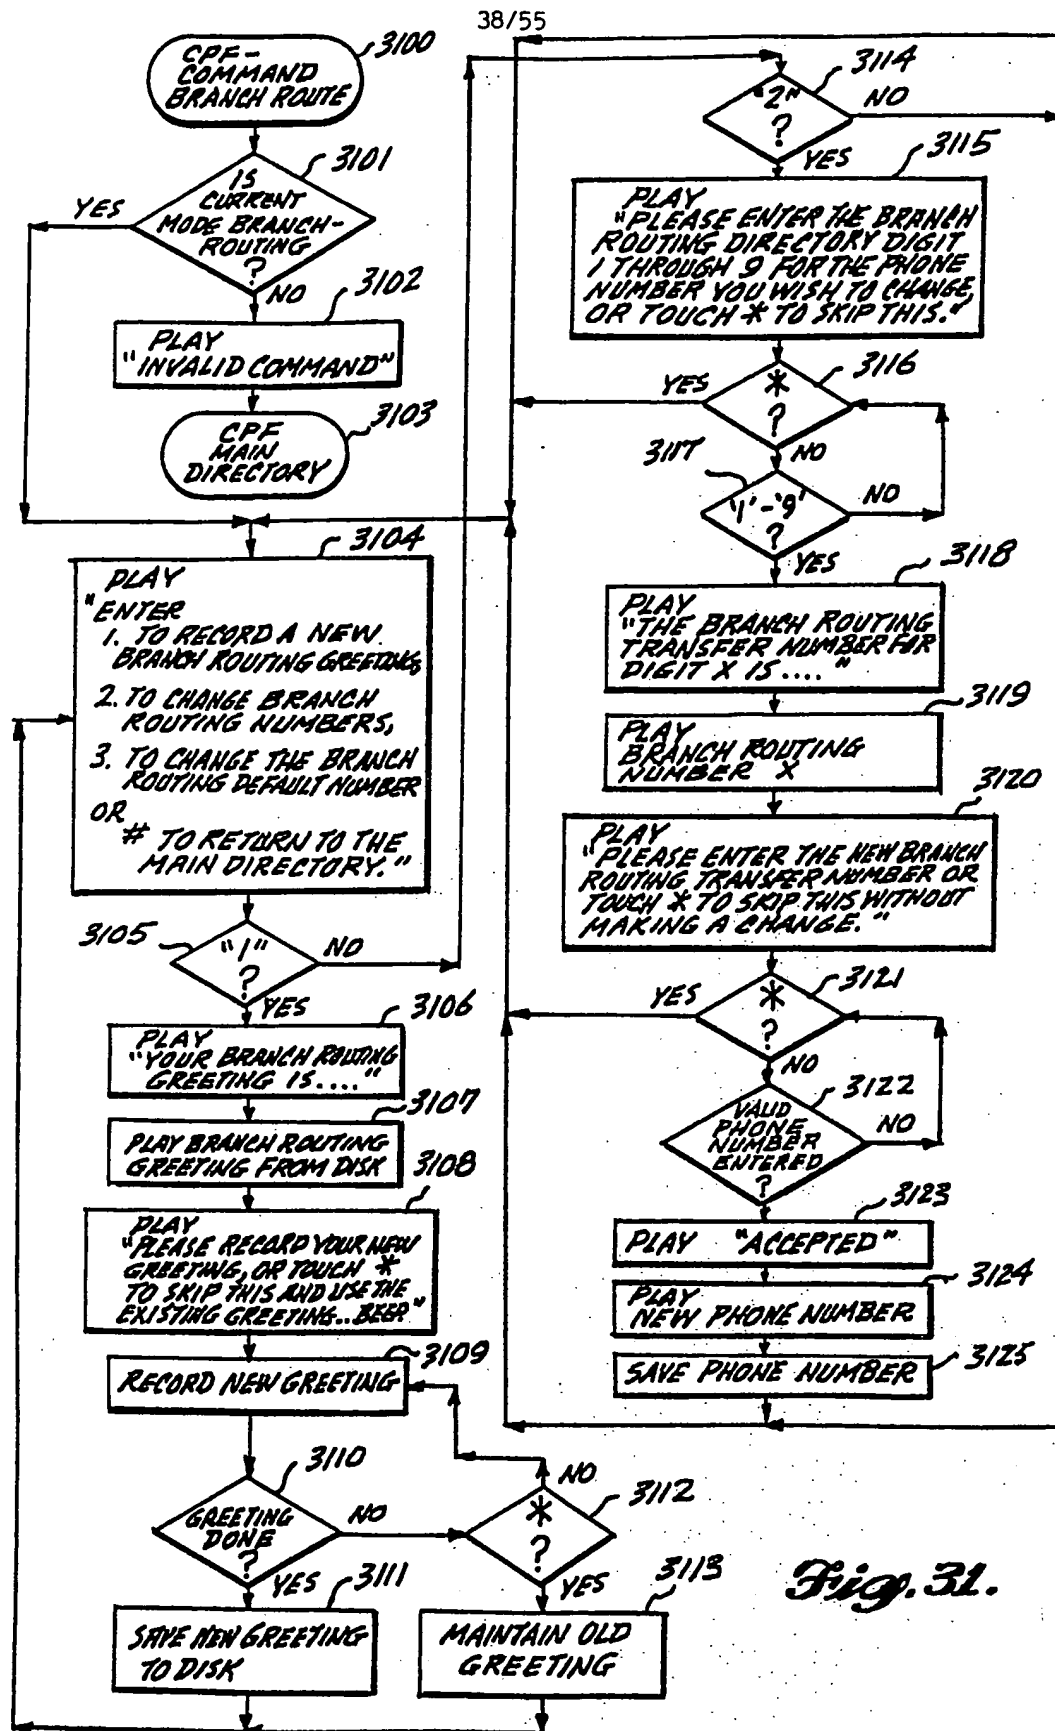 38/55
CPF-
COMMAND
BRANCH ROUTE
3100
IS
CURRENT
MODE BRANCH-
ROUTING
?
3101
YES
NO
3102
PLAY
"INVALID COMMAND"
CPF
MAIN
DIRECTORY
3103
3104
PLAY
"ENTER
1. TO RECORD A NEW
BRANCH ROUTING GREETING,
2. TO CHANGE BRANCH
ROUTING NUMBERS,
3. TO CHANGE THE BRANCH
ROUTING DEFAULT NUMBER
OR
# TO RETURN TO THE
MAIN DIRECTORY."
3105
"1"
?
NO
YES
3106
PLAY
"YOUR BRANCH ROUTING
GREETING IS...."
3107
PLAY BRANCH ROUTING
GREETING FROM DISK
3108
PLAY
"PLEASE RECORD YOUR NEW
GREETING, OR TOUCH *
TO SKIP THIS AND USE THE
EXISTING GREETING..BEEP"
3109
RECORD NEW GREETING
3110
GREETING
DONE
?
NO
YES
3111
SAVE NEW GREETING
TO DISK
*
?
3112
NO
YES
3113
MAINTAIN OLD
GREETING
"2"
?
3114
NO
YES
3115
PLAY
"PLEASE ENTER THE BRANCH
ROUTING DIRECTORY DIGIT
1 THROUGH 9 FOR THE PHONE
NUMBER YOU WISH TO CHANGE,
OR TOUCH * TO SKIP THIS."
*
?
3116
YES
NO
3117
'1'-'9'
?
NO
YES
3118
PLAY
"THE BRANCH ROUTING
TRANSFER NUMBER FOR
DIGIT X IS...."
3119
PLAY
BRANCH ROUTING
NUMBER X
3120
PLAY
"PLEASE ENTER THE NEW BRANCH
ROUTING TRANSFER NUMBER OR
TOUCH * TO SKIP THIS WITHOUT
MAKING A CHANGE."
*
?
3121
YES
NO
VALID
PHONE
NUMBER
ENTERED
?
3122
NO
YES
3123
PLAY "ACCEPTED"
3124
PLAY
NEW PHONE NUMBER
3125
SAVE PHONE NUMBER
Fig. 31.